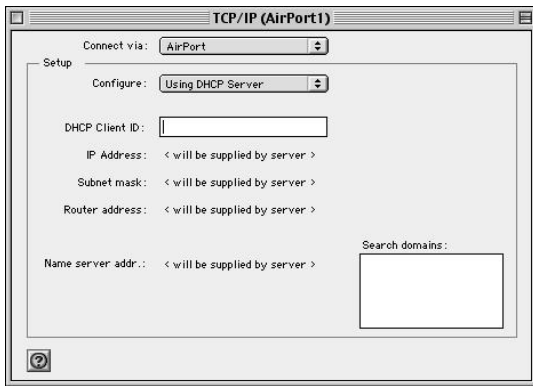 TCP/IP (AirPort1)
Connect via: AirPort
Setup
Configure: Using DHCP Server
DHCP Client ID:
IP Address: < will be supplied by server >
Subnet mask: < will be supplied by server >
Router address: < will be supplied by server >
Search domains:
Name server addr.: < will be supplied by server >
?